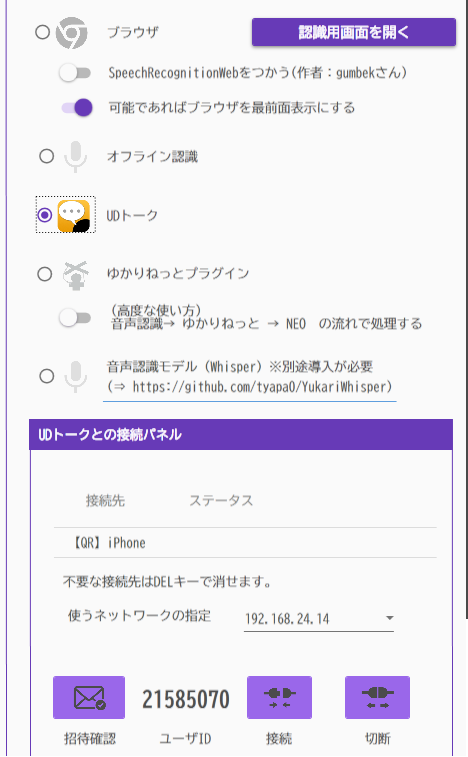 ブラウザ
認識用画面を開く
SpeechRecognitionWebをつかう(作者：gumbekさん)
可能であればブラウザを最前面表示にする
オフライン認識
UDトーク
ゆかりねっとプラグイン
(高度な使い方)
音声認識→ ゆかりねっと → NEO の流れで処理する
音声認識モデル (Whisper) ※別途導入が必要
(⇒ https://github.com/tyapa0/YukariWhisper)
UDトークとの接続パネル
接続先 ステータス
【QR】iPhone
不要な接続先はDELキーで消せます。
使うネットワークの指定 192.168.24.14
21585070
招待確認 ユーザID 接続 切断